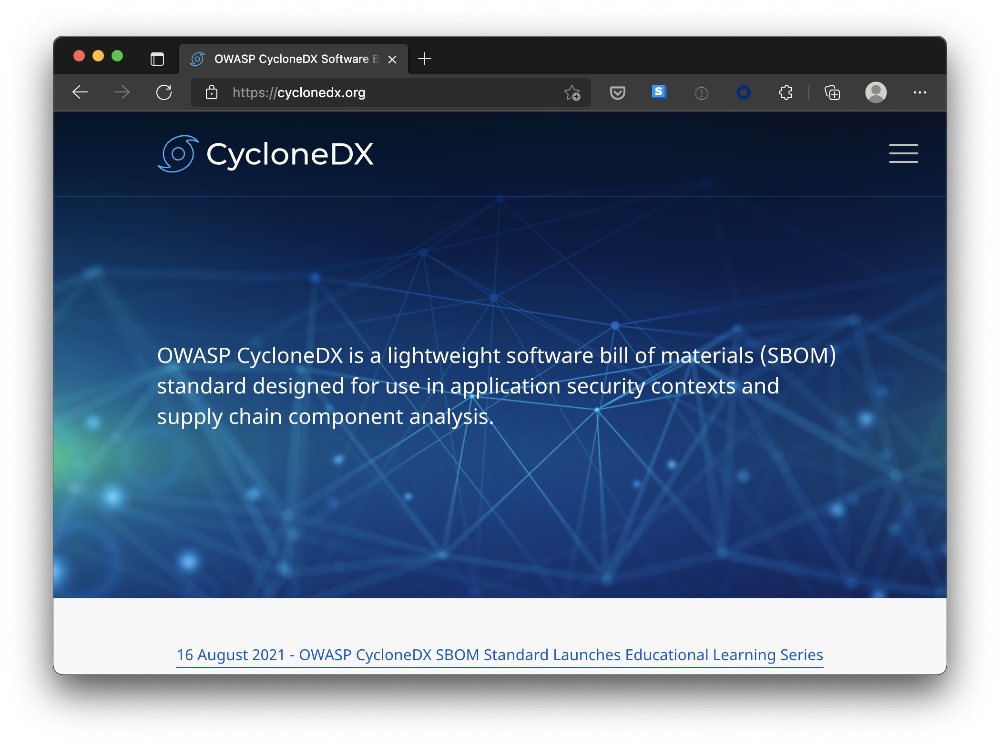 OWASP CycloneDX Software B
https://cyclonedx.org
CycloneDX
OWASP CycloneDX is a lightweight software bill of materials (SBOM)
standard designed for use in application security contexts and
supply chain component analysis.
16 August 2021 - OWASP CycloneDX SBOM Standard Launches Educational Learning Series